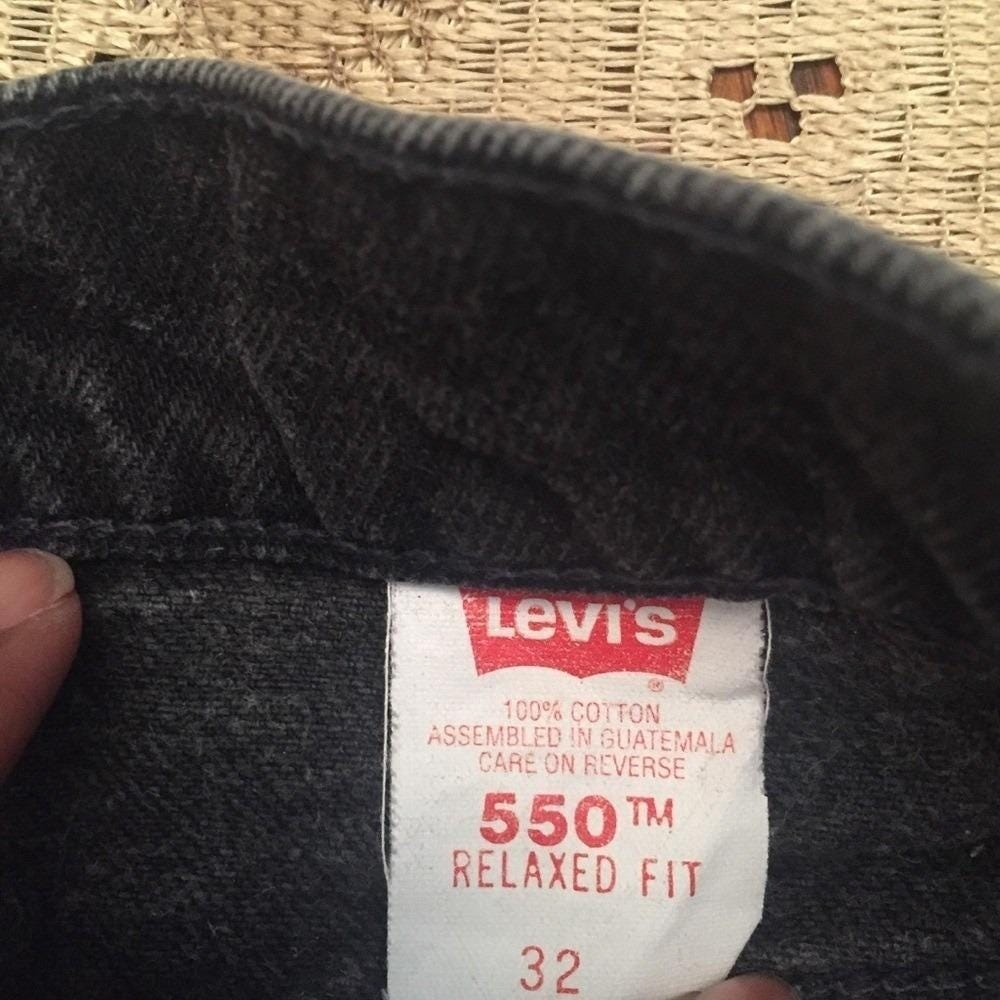 Levi's
®
100% COTTON
ASSEMBLED IN GUATEMALA
CARE ON REVERSE
550™
RELAXED FIT
32